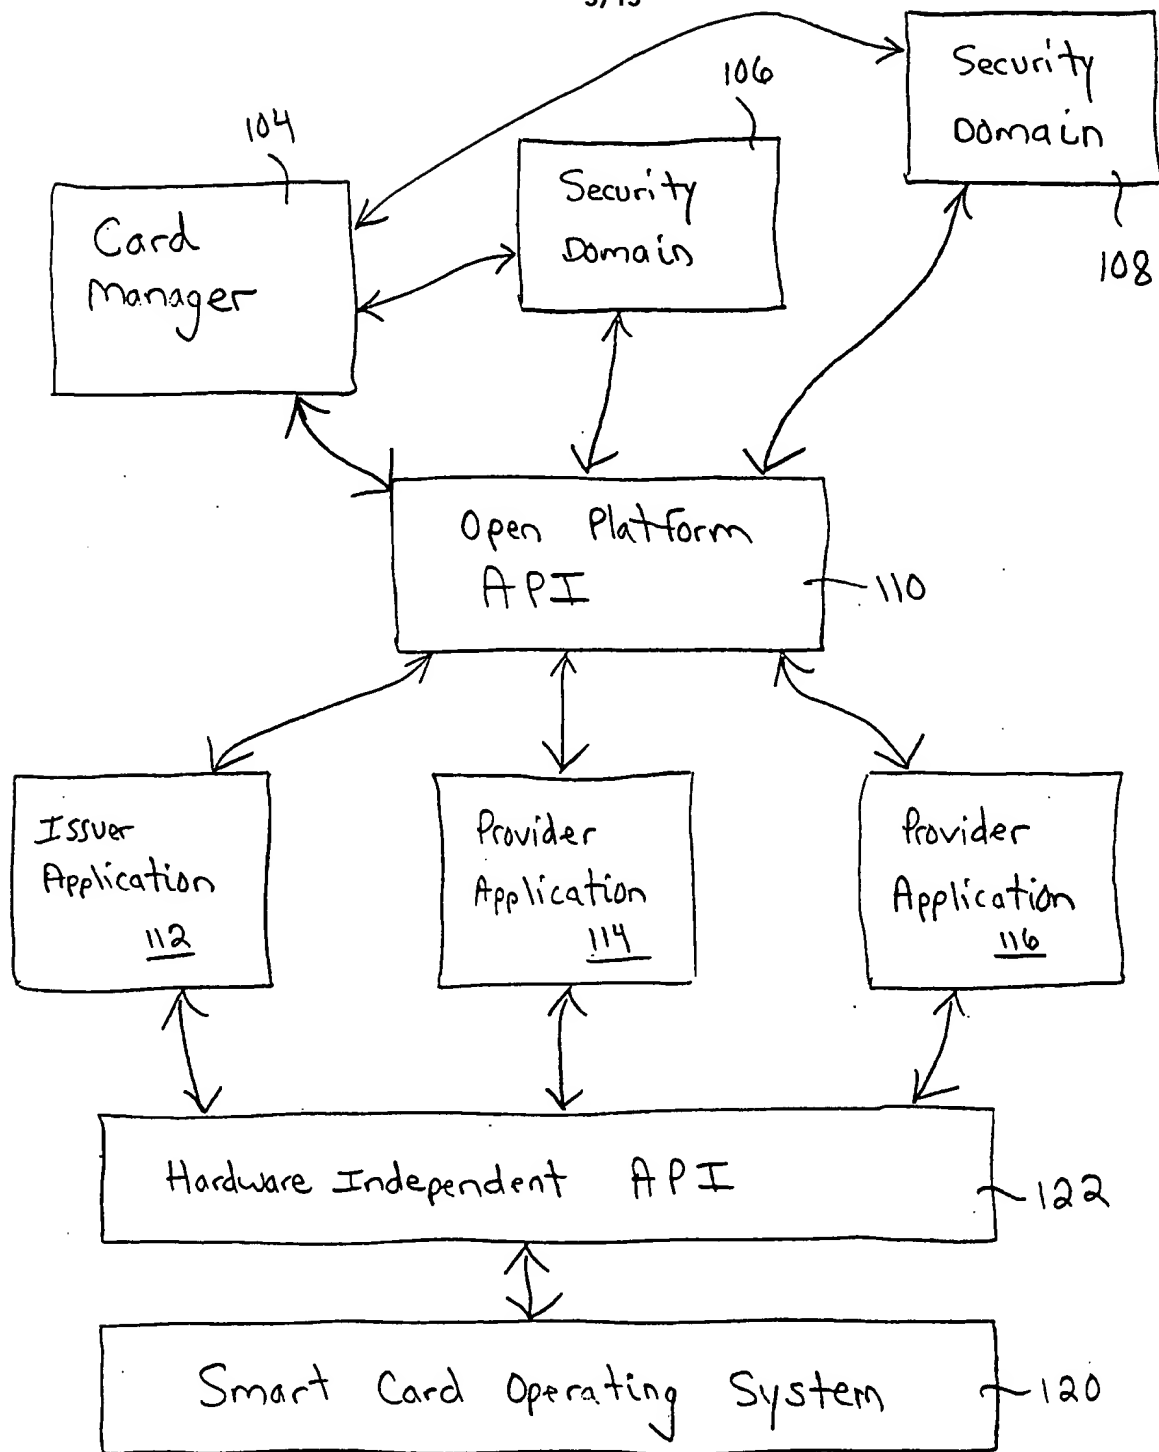 106
Security
Domain
104
Security
Domain
Card
Manager
108
Open Platform
API
110
Issuer
Application
112
Provider
Application
114
Provider
Application
116
Hardware Independent API
122
Smart Card Operating System
120